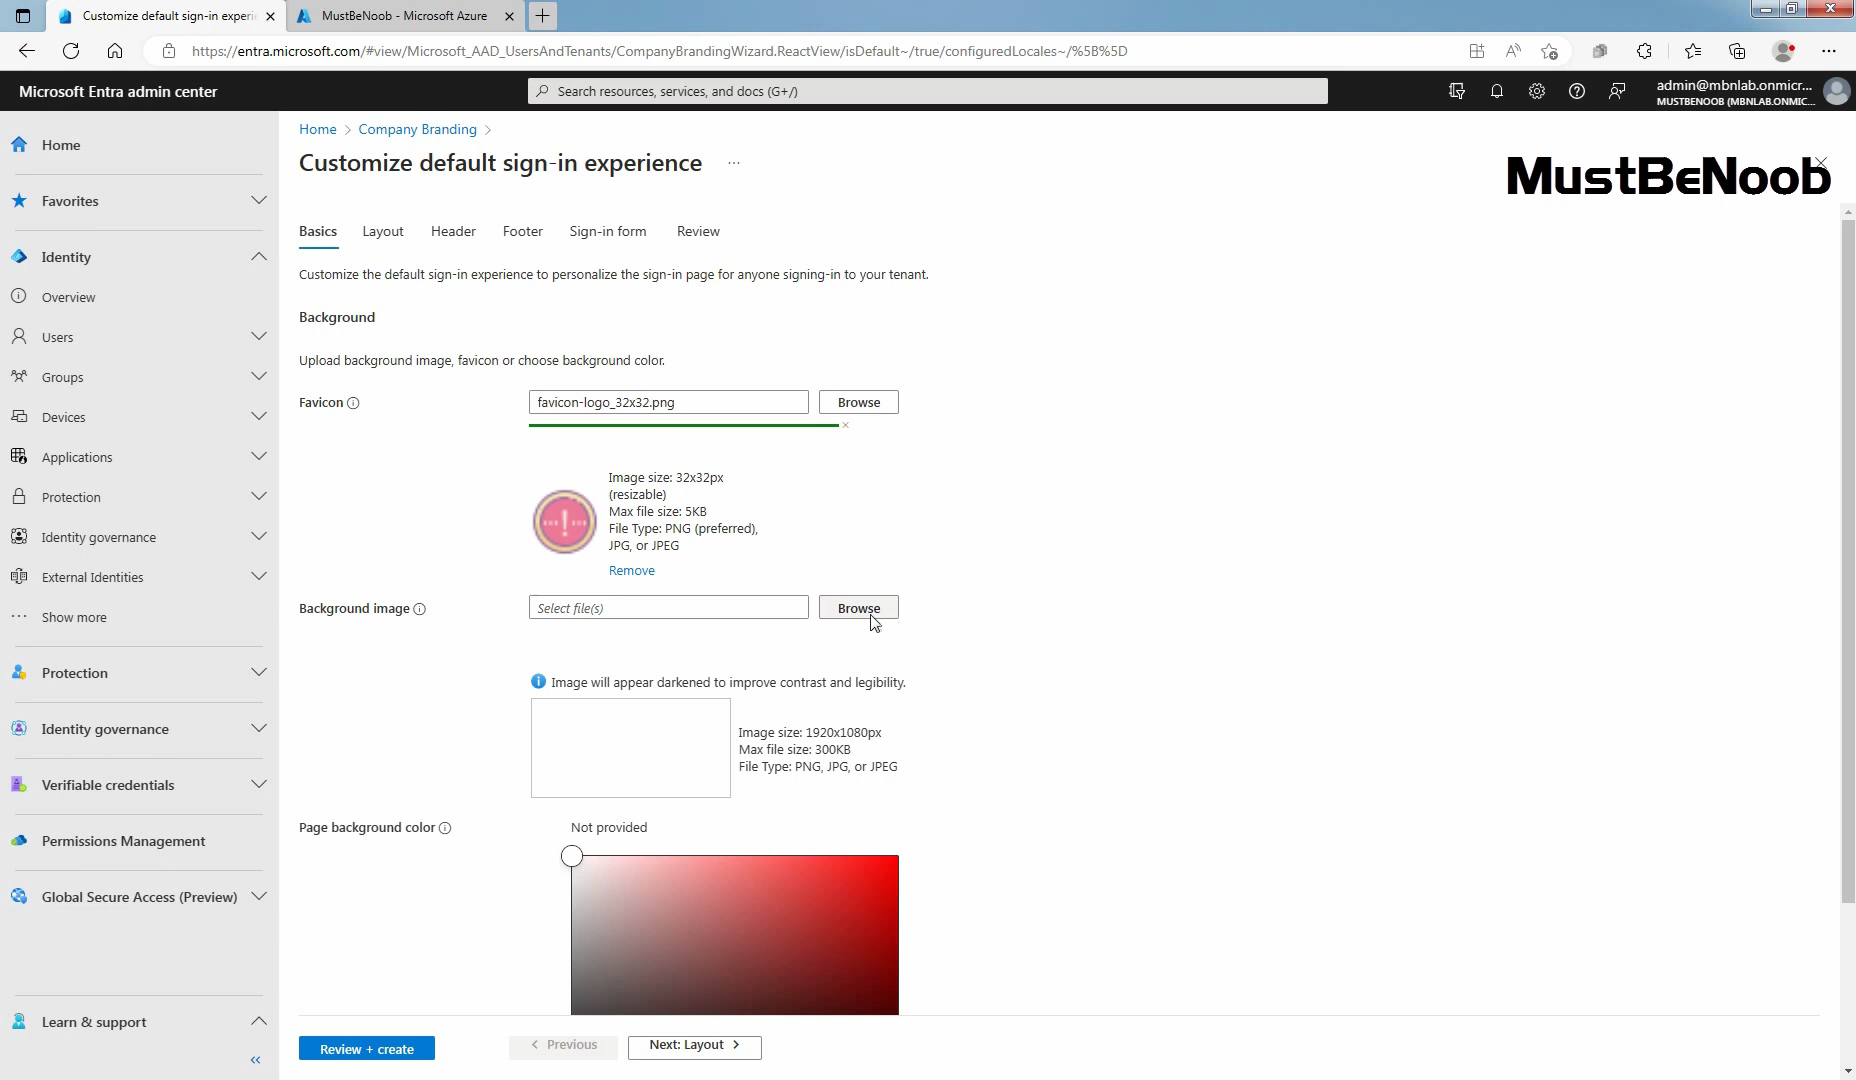 Customize default sign-in experie
MustBeNoob - Microsoft Azure
https://entra.microsoft.com/#view/Microsoft_AAD_UsersAndTenants/CompanyBrandingWizard.ReactView/isDefault~/true/configuredLocales~/%5B%5D
Microsoft Entra admin center
Search resources, services, and docs (G+/)
admin@mbnlab.onmicr...
MUSTBENOOB (MBNLAB.ONMIC...
Home
Favorites
Identity
Overview
Users
Groups
Devices
Applications
Protection
Identity governance
External Identities
Show more
Protection
Identity governance
Verifiable credentials
Permissions Management
Global Secure Access (Preview)
Learn & support
Home > Company Branding >
Customize default sign-in experience ...
MustBeNoob
Basics Layout Header Footer Sign-in form Review
Customize the default sign-in experience to personalize the sign-in page for anyone signing-in to your tenant.
Background
Upload background image, favicon or choose background color.
Favicon
favicon-logo_32x32.png
Browse
Image size: 32x32px
(resizable)
Max file size: 5KB
File Type: PNG (preferred),
JPG, or JPEG
Remove
Background image
Select file(s)
Browse
Image will appear darkened to improve contrast and legibility.
Image size: 1920x1080px
Max file size: 300KB
File Type: PNG, JPG, or JPEG
Page background color
Not provided
Review + create
< Previous
Next: Layout >